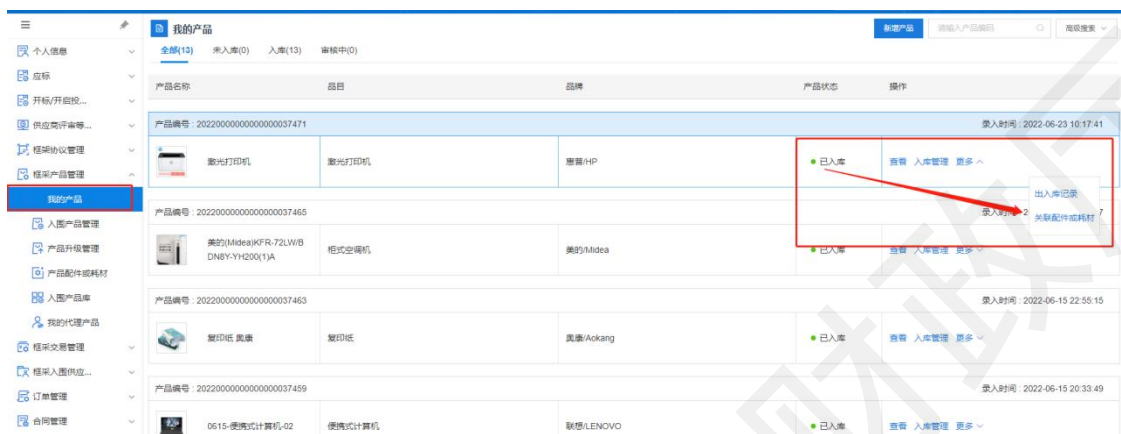 我的产品
新增产品
请输入产品编码
高级搜索
个人信息
全部(13) 未入库(0) 入库(13) 审核中(0)
应标
产品名称 品目 品牌 产品状态 操作
开标/开启投...
供应商评审等...
产品编号 : 2022000000000000037471 录入时间 : 2022-06-23 10:17:41
框架协议管理
激光打印机 激光打印机 惠普/HP 已入库 查看 入库管理 更多
框采产品管理
出入库记录
我的产品
关联配件或耗材
产品编号 : 2022000000000000037465 录入时间 : 2 7
入围产品管理
美的(Midea)KFR-72LW/B
DN8Y-YH200(1)A
柜式空调机 美的/Midea 已入库 查看 入库管理 更多
产品升级管理
产品配件或耗材
入围产品库
产品编号 : 2022000000000000037463 录入时间 : 2022-06-15 22:55:15
我的代理产品
复印纸 奥康 复印纸 奥康/Aokang 已入库 查看 入库管理 更多
框采交易管理
框采入围供应...
产品编号 : 2022000000000000037459 录入时间 : 2022-06-15 20:33:49
订单管理
合同管理
0615-便携式计算机-02 便携式计算机 联想/LENOVO 已入库 查看 入库管理 更多
财政厅